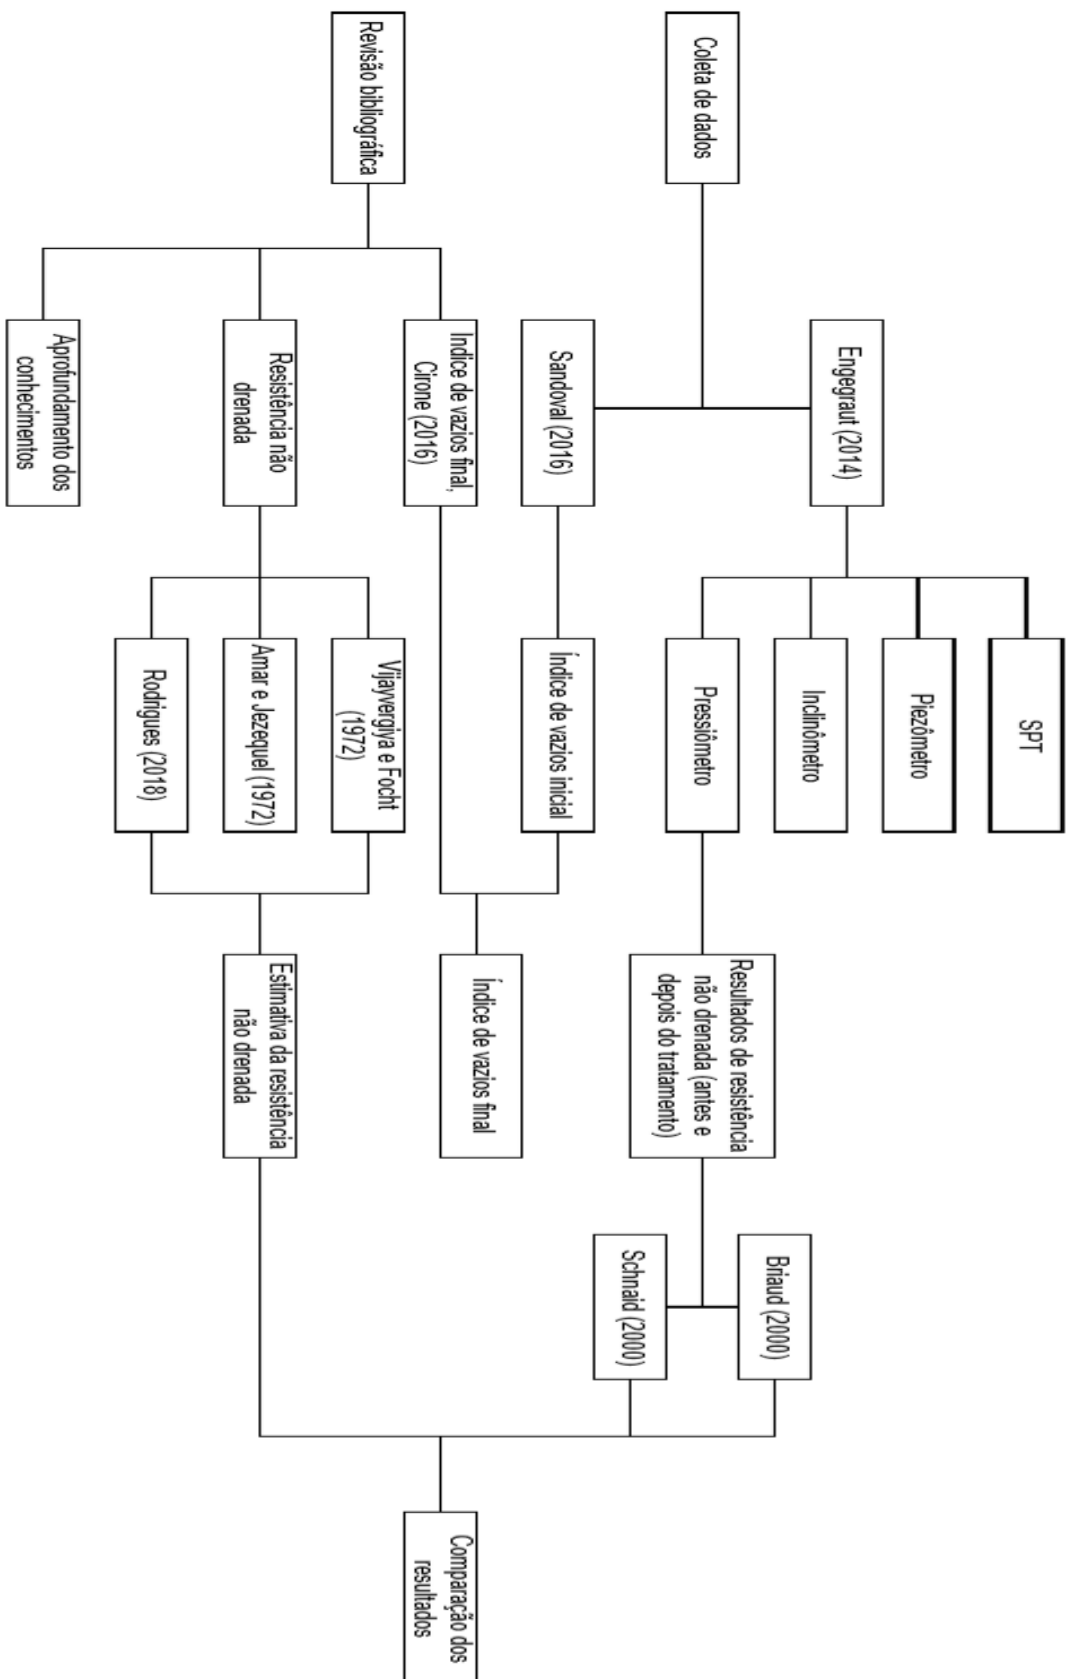 SPT
Piezômetro
Inclinômetro
Engegraut (2014)
Pressiômetro
Coleta de dados
Resultados de resistência
não drenada (antes e
depois do tratamento)
Briaud (2000)
Schnaid (2000)
Sandoval (2016)
Índice de vazios inicial
Índice de vazios final
Indice de vazios final,
Cirone (2016)
Comparação dos
resultados
Revisão bibliográfica
Vijayvergiya e Focht
(1972)
Resistência não
drenada
Amar e Jezequel (1972)
Estimativa da resistência
não drenada
Rodrigues (2018)
Aprofundamento dos
conhecimentos